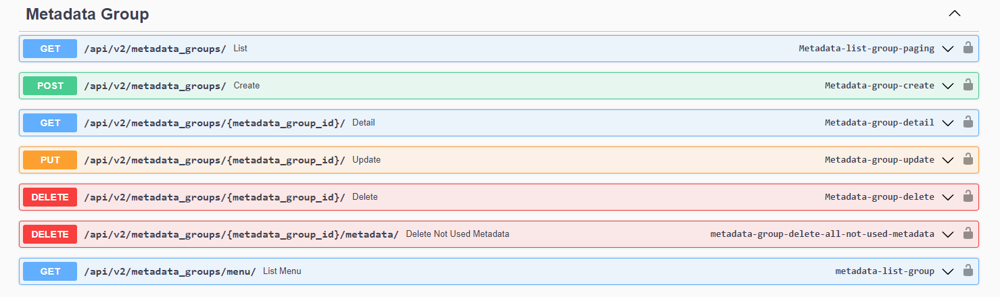 Metadata Group
GET /api/v2/metadata_groups/ List Metadata-list-group-paging
POST /api/v2/metadata_groups/ Create Metadata-group-create
GET /api/v2/metadata_groups/{metadata_group_id}/ Detail Metadata-group-detail
PUT /api/v2/metadata_groups/{metadata_group_id}/ Update Metadata-group-update
DELETE /api/v2/metadata_groups/{metadata_group_id}/ Delete Metadata-group-delete
DELETE /api/v2/metadata_groups/{metadata_group_id}/metadata/ Delete Not Used Metadata metadata-group-delete-all-not-used-metadata
GET /api/v2/metadata_groups/menu/ List Menu metadata-list-group